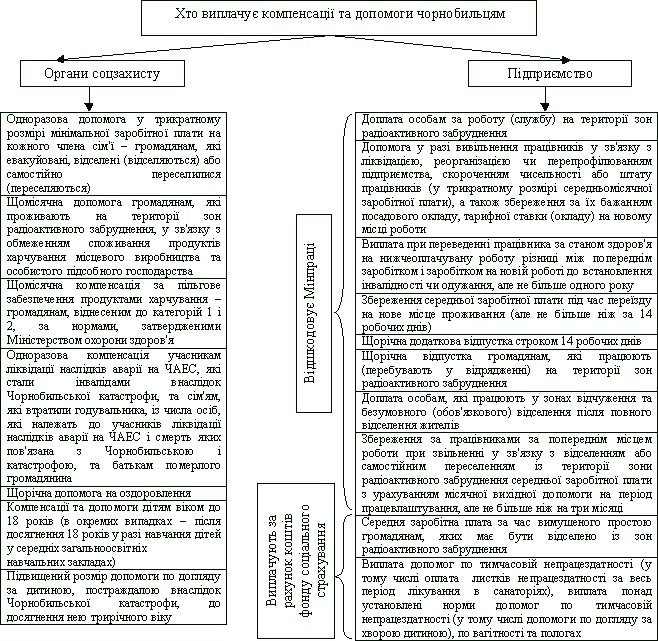 Хто виплачує компенсації та допомоги чорнобильцям
Органи соцзахисту
Підприємство
Одноразова допомога у трикратному
розмірі мінімальної заробітної плати на
кожного члена сім'ї – громадянам, які
евакуйовані, відселені (відселяються) або
самостійно переселилися
(переселяються)
Щомісячна допомога громадянам, які
проживають на території зон
радіоактивного забруднення, у зв'язку з
обмеженням споживання продуктів
харчування місцевого виробництва та
особистого підсобного господарства
Щомісячна компенсація за пільгове
забезпечення продуктами харчування –
громадянам, віднесеним до категорій 1 і
2, за нормами, затвердженими
Міністерством охорони здоров'я
Одноразова компенсація учасникам
ліквідації наслідків аварії на ЧАЕС, які
стали інвалідами внаслідок
Чорнобильської катастрофи, та сім'ям,
які втратили годувальника, із числа осіб,
які належать до учасників ліквідації
наслідків аварії на ЧАЕС і смерть яких
пов'язана з Чорнобильською і
катастрофою, та батькам померлого
громадянина
Щорічна допомога на оздоровлення
Компенсації та допомоги дітям віком до
18 років (в окремих випадках – після
досягнення 18 років у разі навчання дітей
у середніх загальноосвітніх
навчальних закладах)
Підвищений розмір допомоги по догляду
за дитиною, постраждалою внаслідок
Чорнобильської катастрофи, до
досягнення нею трирічного віку
Відшкодовує Мінпраці
Виплачують за
рахунок коштів
фонду соціального
страхування
Доплата особам за роботу (службу) на території зон
радіоактивного забруднення
Допомога у разі вивільнення працівників у зв'язку з
ліквідацією, реорганізацією чи перепрофілюванням
підприємства, скороченням чисельності або штату
працівників (у трикратному розмірі середньомісячної
заробітної плати), а також збереження за їх бажанням
посадового окладу, тарифної ставки (окладу) на новому
місці роботи
Виплата при переведенні працівника за станом здоров'я
на нижчеоплачувану роботу різниці між попереднім
заробітком і заробітком на новій роботі до встановлення
інвалідності чи одужання, але не більше одного року
Збереження середньої заробітної плати під час переїзду
на нове місце проживання (але не більше ніж за 14
робочих днів)
Щорічна додаткова відпустка строком 14 робочих днів
Щорічна відпустка громадянам, які працюють
(перебувають у відрядженні) на території зон
радіоактивного забруднення
Доплата особам, які працюють у зонах відчуження та
безумовного (обов'язкового) відселення після повного
відселення жителів
Збереження за працівниками за попереднім місцем
роботи при звільненні у зв'язку з відселенням або
самостійним переселенням із території зони
радіоактивного забруднення середньої заробітної плати
з урахуванням місячної вихідної допомоги на період
працевлаштування, але не більше ніж на три місяці
Середня заробітна плата за час вимушеного простою
громадянам, яких має бути відселено із зон
радіоактивного забруднення
Виплата допомог по тимчасовій непрацездатності (у
тому числі оплата листків непрацездатності за весь
період лікування в санаторіях), виплата понад
установлені норми допомог по тимчасовій
непрацездатності (у тому числі допомоги по догляду за
хворою дитиною), по вагітності та пологах